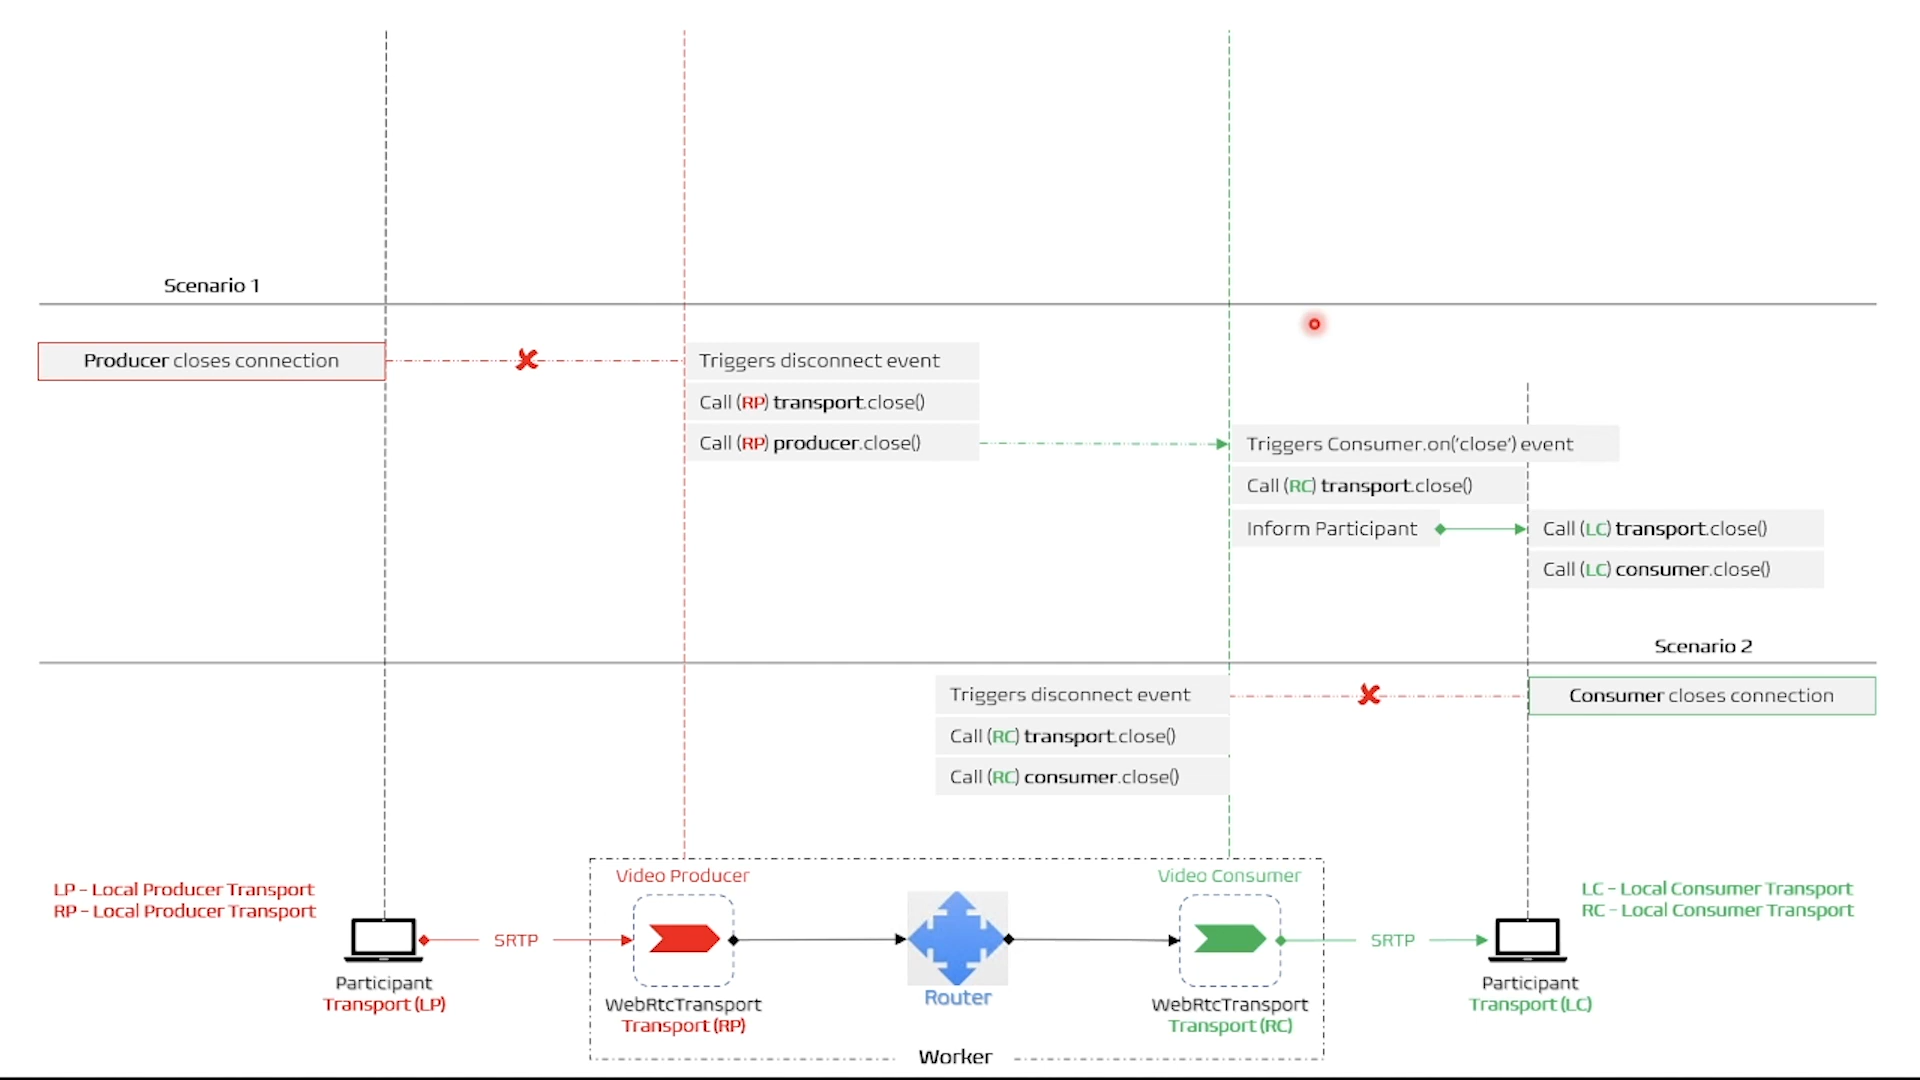 Scenario 1
Producer closes connection
Triggers disconnect event
Call (RP) transport.close()
Call (RP) producer.close()
Triggers Consumer.on('close') event
Call (RC) transport.close()
Inform Participant
Call (LC) transport.close()
Call (LC) consumer.close()
Scenario 2
Triggers disconnect event
Consumer closes connection
Call (RC) transport.close()
Call (RC) consumer.close()
LP - Local Producer Transport
RP - Local Producer Transport
Video Producer
Video Consumer
LC - Local Consumer Transport
RC - Local Consumer Transport
SRTP
SRTP
Participant
Transport (LP)
WebRtcTransport
Transport (RP)
Router
WebRtcTransport
Transport (RC)
Participant
Transport (LC)
Worker